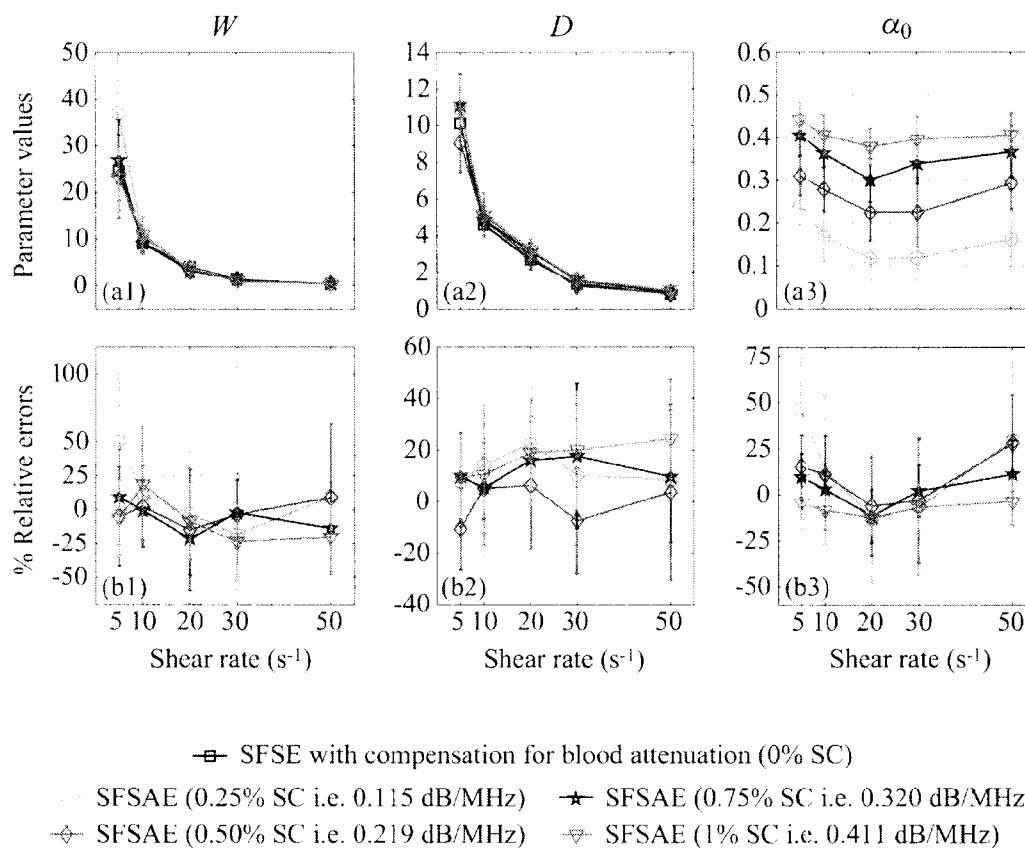 W D α0
Parameter values
50
40
30
20
10
0
(a1)
14
12
10
8
6
4
2
0
(a2)
0.6
0.5
0.4
0.3
0.2
0.1
0
(a3)
% Relative errors
100
50
25
0
-25
-50
(b1)
60
40
20
0
-20
-40
(b2)
75
50
25
0
-25
-50
(b3)
5 10 20 30 50
5 10 20 30 50
5 10 20 30 50
Shear rate (s-1) Shear rate (s-1) Shear rate (s-1)
SFSE with compensation for blood attenuation (0% SC)
SFSAE (0.25% SC i.e. 0.115 dB/MHz) SFSAE (0.75% SC i.e. 0.320 dB/MHz
SFSAE (0.50% SC i.e. 0.219 dB/MHz) SFSAE (1% SC i.e. 0.411 dB/MHz)